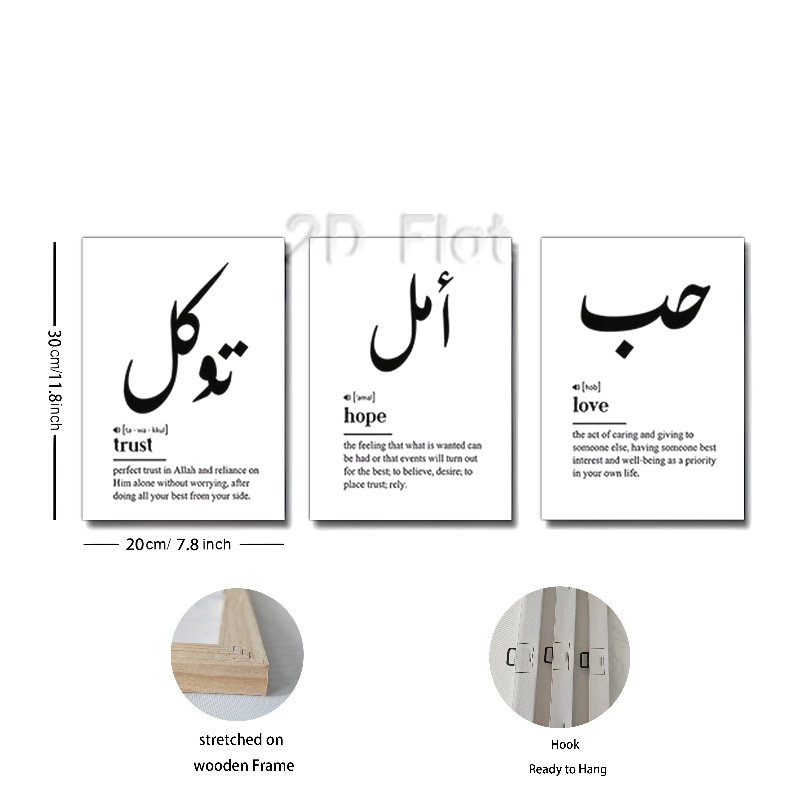 2D Flat
توكل
[ta - wa - kkul]
trust
perfect trust in Allah and reliance on
Him alone without worrying, after
doing all your best from your side.
أمل
['amal]
hope
the feeling that what is wanted can
be had or that events will turn out
for the best; to believe, desire; to
place trust; rely.
حب
[hob]
love
the act of caring and giving to
someone else, having someone best
interest and well-being as a priority
in your own life.
30cm/11.8inch
20cm/ 7.8 inch
stretched on
wooden Frame
Hook
Ready to Hang